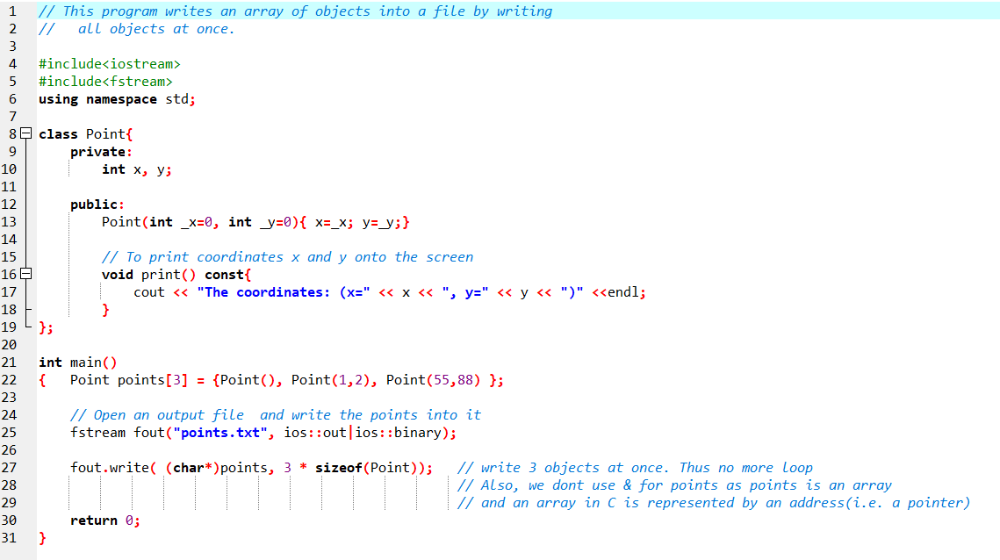 1 // This program writes an array of objects into a file by writing
2 //   all objects at once.
3
4 #include<iostream>
5 #include<fstream>
6 using namespace std;
7
8 class Point{
9     private:
10         int x, y;
11
12     public:
13         Point(int _x=0, int _y=0){ x=_x; y=_y;}
14
15         // To print coordinates x and y onto the screen
16         void print() const{
17             cout << "The coordinates: (x=" << x << ", y=" << y << ")" <<endl;
18         }
19 };
20
21 int main()
22 {   Point points[3] = {Point(), Point(1,2), Point(55,88) };
23
24     // Open an output file  and write the points into it
25     fstream fout("points.txt", ios::out|ios::binary);
26
27     fout.write( (char*)points, 3 * sizeof(Point));   // write 3 objects at once. Thus no more loop
28                                                      // Also, we dont use & for points as points is an array
29                                                      // and an array in C is represented by an address(i.e. a pointer)
30     return 0;
31 }